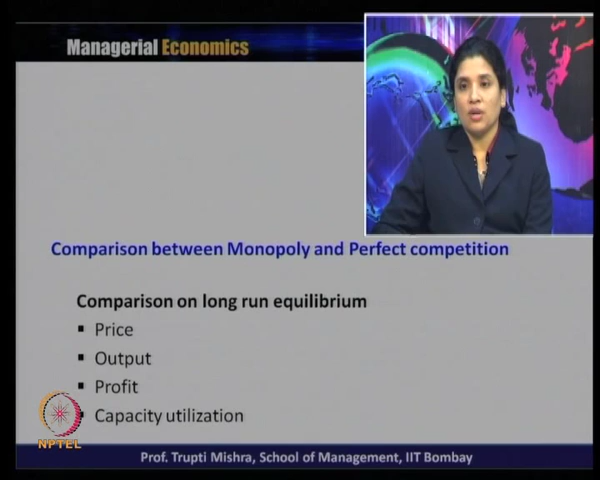 Managerial Economics
Comparison between Monopoly and Perfect competition
Comparison on long run equilibrium
Price
Output
Profit
Capacity utilization
NPTEL
Prof. Trupti Mishra, School of Management, IIT Bombay